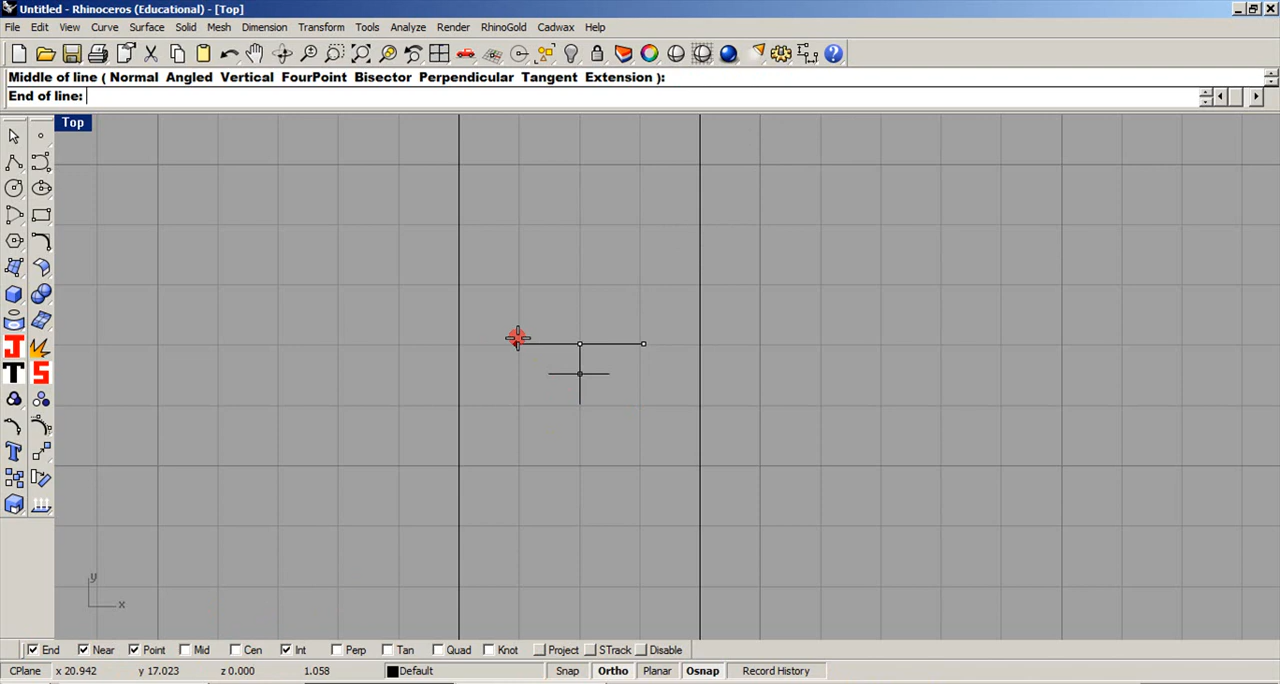 Untitled - Rhinoceros (Educational) - [Top]
File Edit View Curve Surface Solid Mesh Dimension Transform Tools Analyze Render RhinoGold Cadwax Help
Middle of line ( Normal Angled Vertical FourPoint Bisector Perpendicular Tangent Extension ):
End of line:
Top
J
T S
T
y
x
End Near Point Mid Cen Int Perp Tan Quad Knot Project STrack Disable
CPlane x 20.942 y 17.023 z 0.000 1.058 Default Snap Ortho Planar Osnap Record History